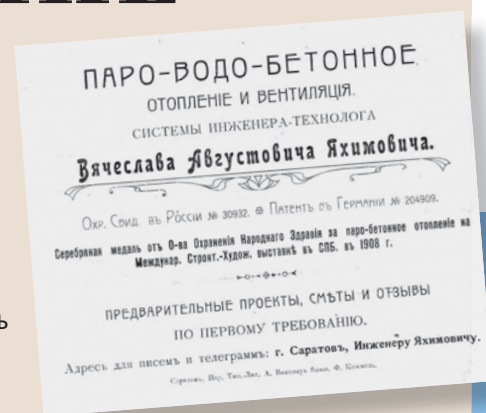 ПАРО-ВОДО-БЕТОННОЕ
ОТОПЛЕНІЕ И ВЕНТИЛЯЦІЯ.
СИСТЕМЫ ИНЖЕНЕРА-ТЕХНОЛОГА
Вячеслава Августовича Яхимовича.
Охр. Свид. въ Россіи № 30932. Патентъ въ Германіи № 204909.
Серебряная медаль отъ О-ва Охраненія Народнаго Здравія за паро-бетонное отопленіе на
Междунар. Строит.-Худож. выставкѣ въ СПБ. въ 1908 г.
ПРЕДВАРИТЕЛЬНЫЕ ПРОЕКТЫ, СМѢТЫ И ОТЗЫВЫ
ПО ПЕРВОМУ ТРЕБОВАНІЮ.
Адресъ для писемъ и телеграммъ: г. Саратовъ, Инженеру Яхимовичу.
Ь